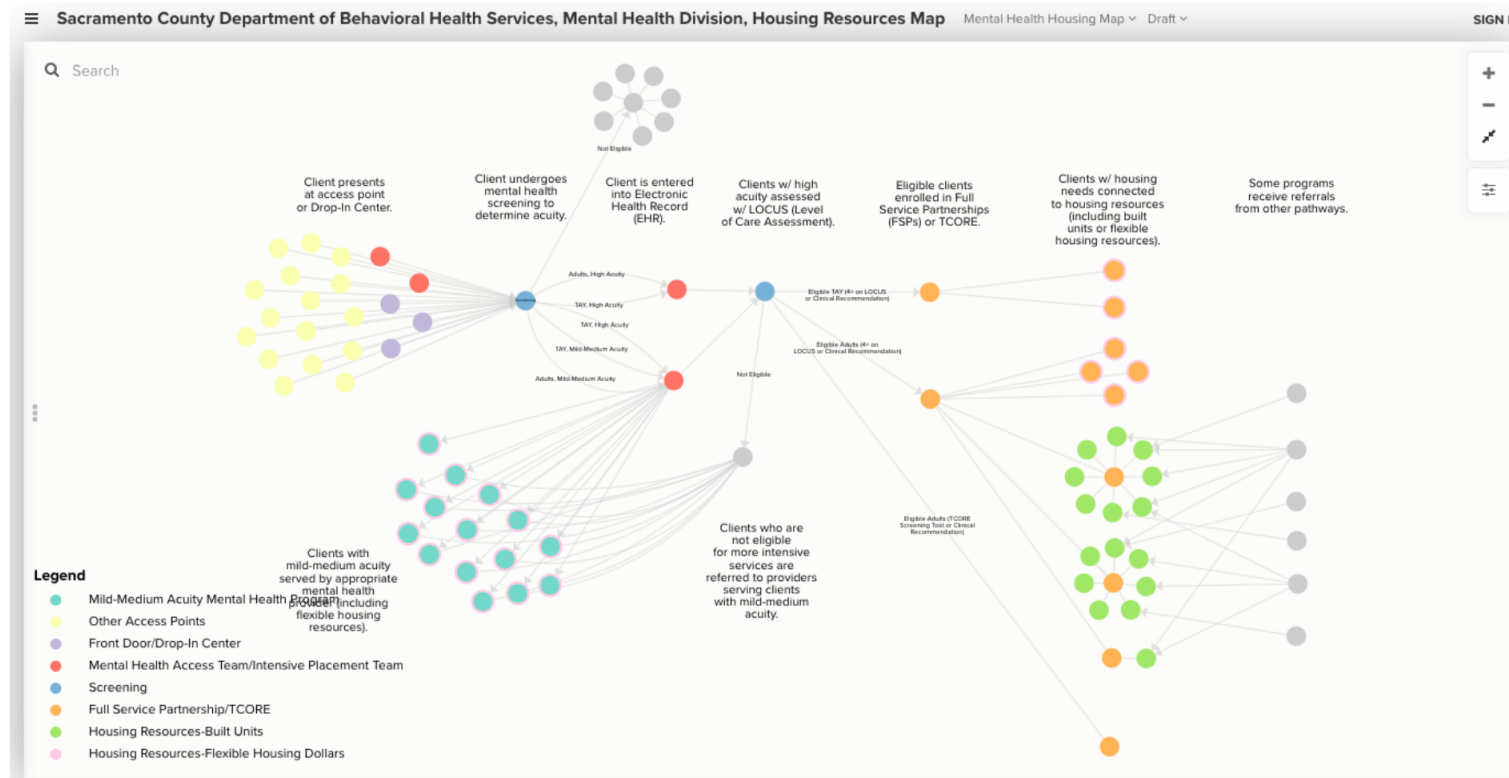 Sacramento County Department of Behavioral Health Services, Mental Health Division, Housing Resources Map
Mental Health Housing Map
Draft
SIGN
Search
Not Eligible
Client presents
at access point
or Drop-In Center.
Client undergoes
mental health
screening to
determine acuity.
Client is entered
into Electronic
Health Record
(EHR).
Clients w/ high
acuity assessed
w/ LOCUS (Level
of Care Assessment).
Eligible clients
enrolled in Full
Service Partnerships
(FSPs) or TCORE.
Clients w/ housing
needs connected
to housing resources
(including built
units or flexible
housing resources).
Some programs
receive referrals
from other pathways.
Screening
Adults, High Acuity
TAY, High Acuity
TAY, High Acuity
TAY, Mild-Medium Acuity
Adults, Mild-Medium Acuity
Eligible TAY (4+ on LOCUS
or Clinical Recommendation)
Eligible Adults (4+ on
LOCUS or Clinical Recommendation)
Not Eligible
Eligible Adults (TCORE
Screening Tool or Clinical
Recommendation)
Clients who are
not eligible
for more intensive
services are
referred to providers
serving clients
with mild-medium
acuity.
Clients with
mild-medium acuity
served by appropriate
mental health
provider (including
flexible housing
resources).
Legend
Mild-Medium Acuity Mental Health Program
Other Access Points
Front Door/Drop-In Center
Mental Health Access Team/Intensive Placement Team
Screening
Full Service Partnership/TCORE
Housing Resources-Built Units
Housing Resources-Flexible Housing Dollars